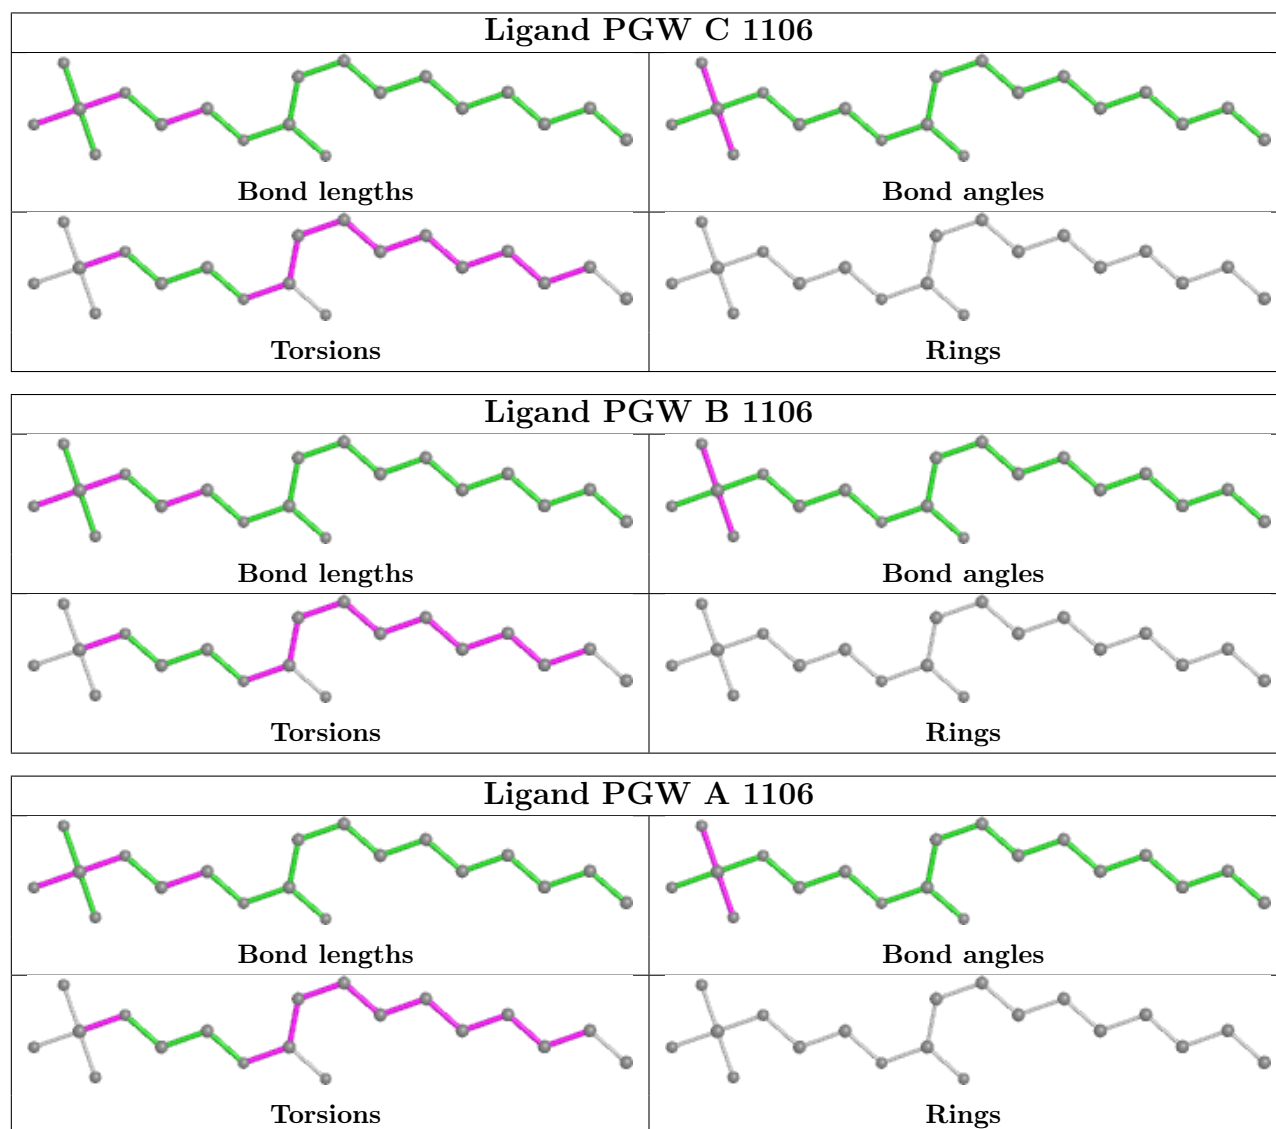 Ligand PGW C 1106
Bond lengths
Bond angles
Torsions
Rings
Ligand PGW B 1106
Bond lengths
Bond angles
Torsions
Rings
Ligand PGW A 1106
Bond lengths
Bond angles
Torsions
Rings